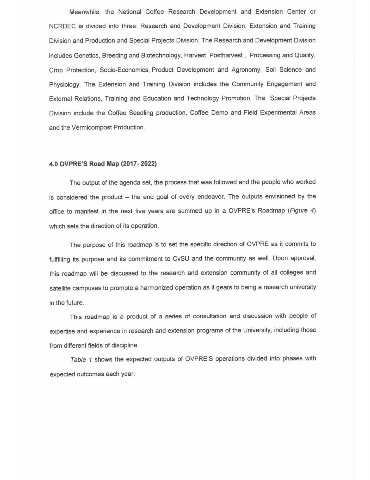 Meanwhile, the National Coffee Research Development and Extension Center or
NCRDEC is divided into three: Research and Development Division, Extension and Training
Division and Production and Special Projects Division. The Research and Development Division
includes Genetics, Breeding and Biotechnology, Harvest, Postharvest , Processing and Quality,
Crop Protection, Socio-Economics, Product Development and Agronomy, Soil Science and
Physiology. The Extension and Training Division includes the Community Engagement and
External Relations, Training and Education and Technology Promotion. The Special Projects
Division include the Coffee Seedling production, Coffee Demo and Field Experimental Areas
and the Vermicompost Production.
4.0 OVPRE'S Road Map (2017- 2022)
The output of the agenda set, the process that was followed and the people who worked
is considered the product – the end goal of every endeavor. The outputs envisioned by the
office to manifest in the next five years are summed up in a OVPRE'S Roadmap (Figure 4)
which sets the direction of its operation.
The purpose of this roadmap is to set the specific direction of OVPRE as it commits to
fulfilling its purpose and its commitment to CvSU and the community as well. Upon approval,
this roadmap will be discussed to the research and extension community of all colleges and
satellite campuses to promote a harmonized operation as it gears to being a research university
in the future.
This roadmap is a product of a series of consultation and discussion with people of
expertise and experience in research and extension programs of the University, including those
from different fields of discipline.
Table 1 shows the expected outputs of OVPRE'S operations divided into phases with
expected outcomes each year.